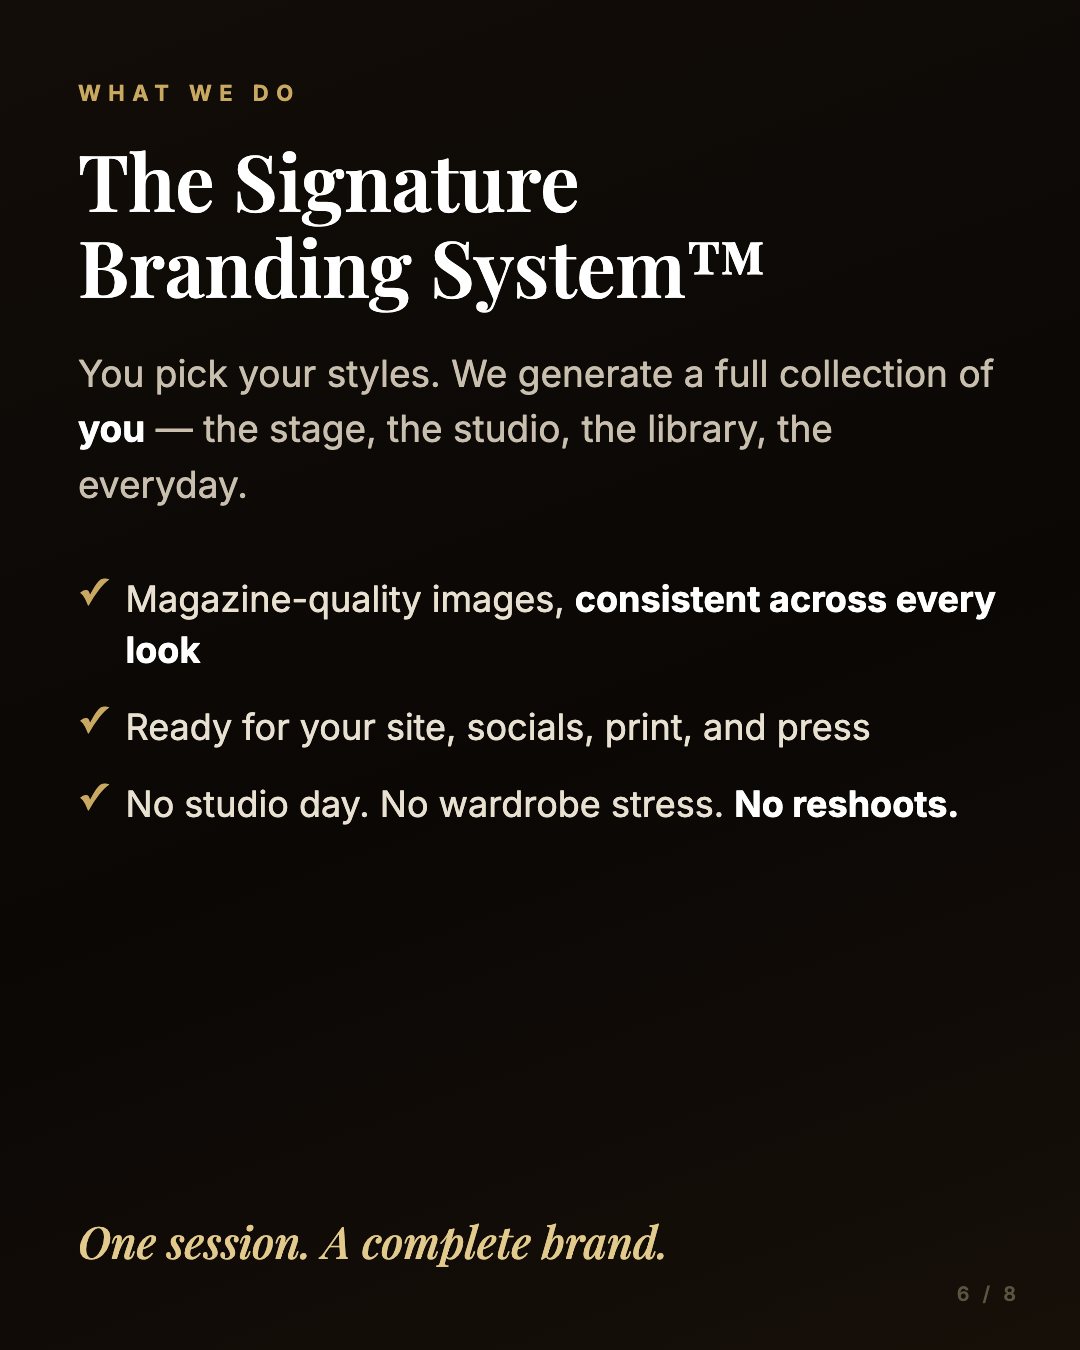 WHAT WE DO
The Signature
Branding System™
You pick your styles. We generate a full collection of
you — the stage, the studio, the library, the
everyday.
✓ Magazine-quality images, consistent across every
look
✓ Ready for your site, socials, print, and press
✓ No studio day. No wardrobe stress. No reshoots.
One session. A complete brand.
6 / 8